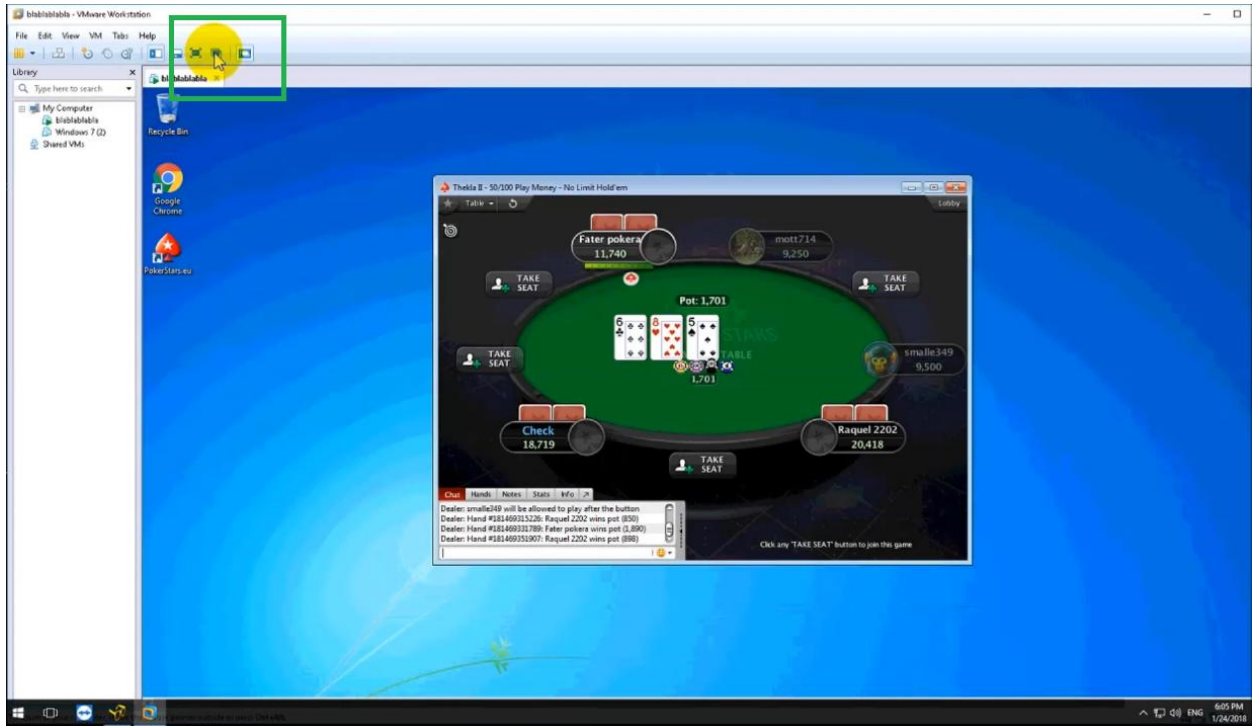 blablablabla - VMware Workstation
File Edit View VM Tabs Help
Library
Type here to search
My Computer
blablablabla
Windows 7 (2)
Shared VMs
blablablabla
Recycle Bin
Google
Chrome
PokerStars.eu
Thekla II - 50/100 Play Money - No Limit Hold'em
Table
Lobby
Fater pokera
11,740
mott714
9,250
TAKE
SEAT
TAKE
SEAT
Pot: 1,701
6 8 5
STARS
TABLE
1,701
TAKE
SEAT
smalle349
9,500
Check
18,719
Raquel 2202
20,418
TAKE
SEAT
Chat Hands Notes Stats Info
Dealer: smalle349 will be allowed to play after the button
Dealer: Hand #181469315226: Raquel 2202 wins pot (850)
Dealer: Hand #181469331789: Fater pokera wins pot (1,890)
Dealer: Hand #181469351907: Raquel 2202 wins pot (898)
Click any "TAKE SEAT" button to join this game
ENG
6:05 PM
1/24/2018